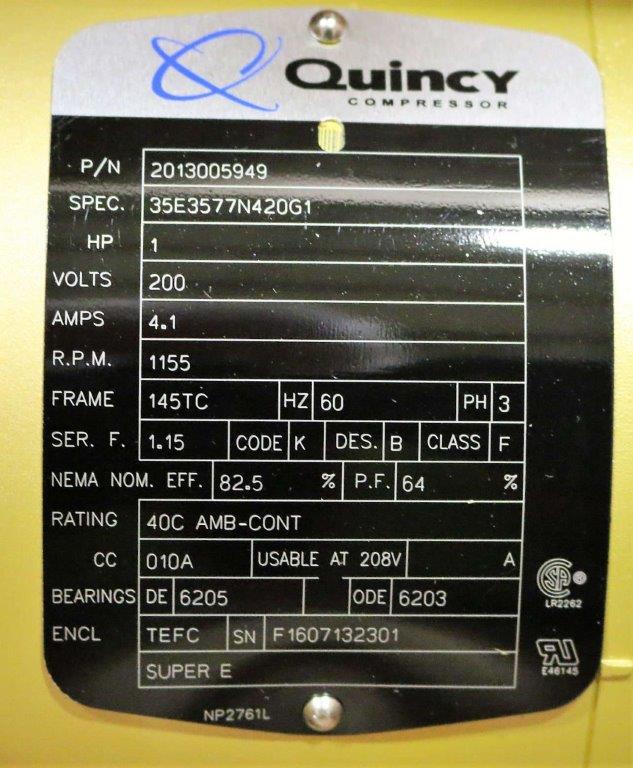 Quincy
COMPRESSOR
P/N 2013005949
SPEC. 35E3577N420G1
HP 1
VOLTS 200
AMPS 4.1
R.P.M. 1155
FRAME 145TC HZ 60 PH 3
SER. F. 1.15 CODE K DES. B CLASS F
NEMA NOM. EFF. 82.5 % P.F. 64 %
RATING 40C AMB-CONT
CC 010A USABLE AT 208V A
BEARINGS DE 6205 ODE 6203
ENCL TEFC SN F1607132301
SUPER E
SA ®
LR2262
RU
E46145
NP2761L